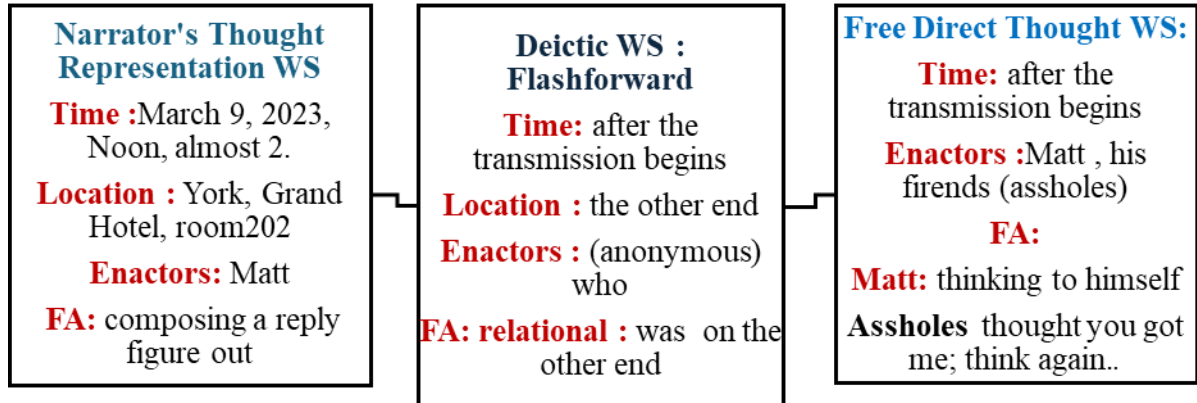 Narrator's Thought
Representation WS
Time :March 9, 2023,
Noon, almost 2.
Location : York, Grand
Hotel, room202
Enactors: Matt
FA: composing a reply
figure out
Deictic WS :
Flashforward
Time: after the
transmission begins
Location : the other end
Enactors : (anonymous)
who
FA: relational : was on the
other end
Free Direct Thought WS:
Time: after the
transmission begins
Enactors :Matt , his
firends (assholes)
FA:
Matt: thinking to himself
Assholes thought you got
me; think again..